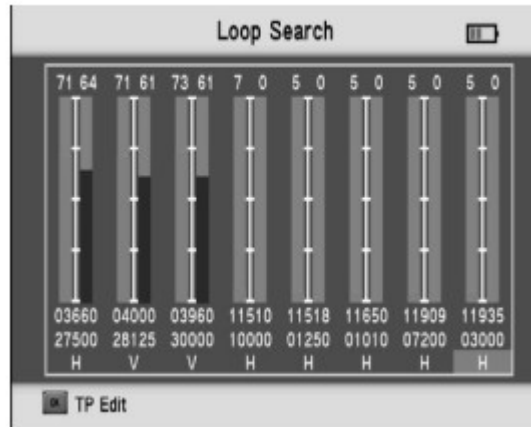 Loop Search
71 64 71 61 73 61 7 0 5 0 5 0 5 0 5 0
03660 04000 03960 11510 11518 11650 11909 11935
27500 28125 30000 10000 01250 01010 07200 03000
H V V H H H H H
OK TP Edit